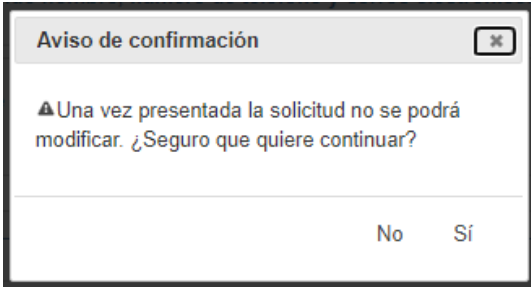 Aviso de confirmación
Una vez presentada la solicitud no se podrá
modificar. ¿Seguro que quiere continuar?
No Sí